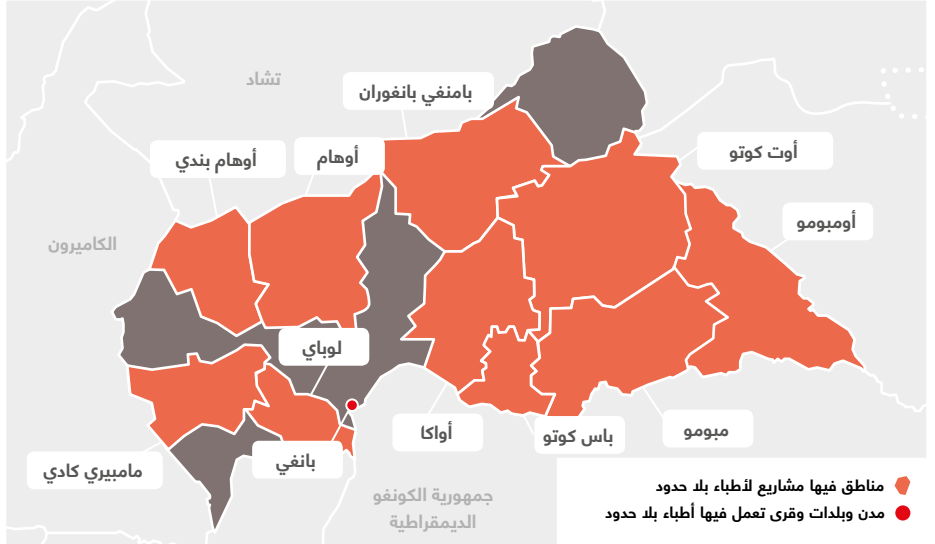 تشاد
بامنغي بانغوران
أوهام بندي
أوهام
أوت كوتو
أومبومو
الكاميرون
لوباي
أواكا
باس كوتو
مبومو
بانغي
مامبيري كادي
جمهورية الكونغو
الديمقراطية
مناطق فيها مشاريع لأطباء بلا حدود
مدن وبلدات وقرى تعمل فيها أطباء بلا حدود